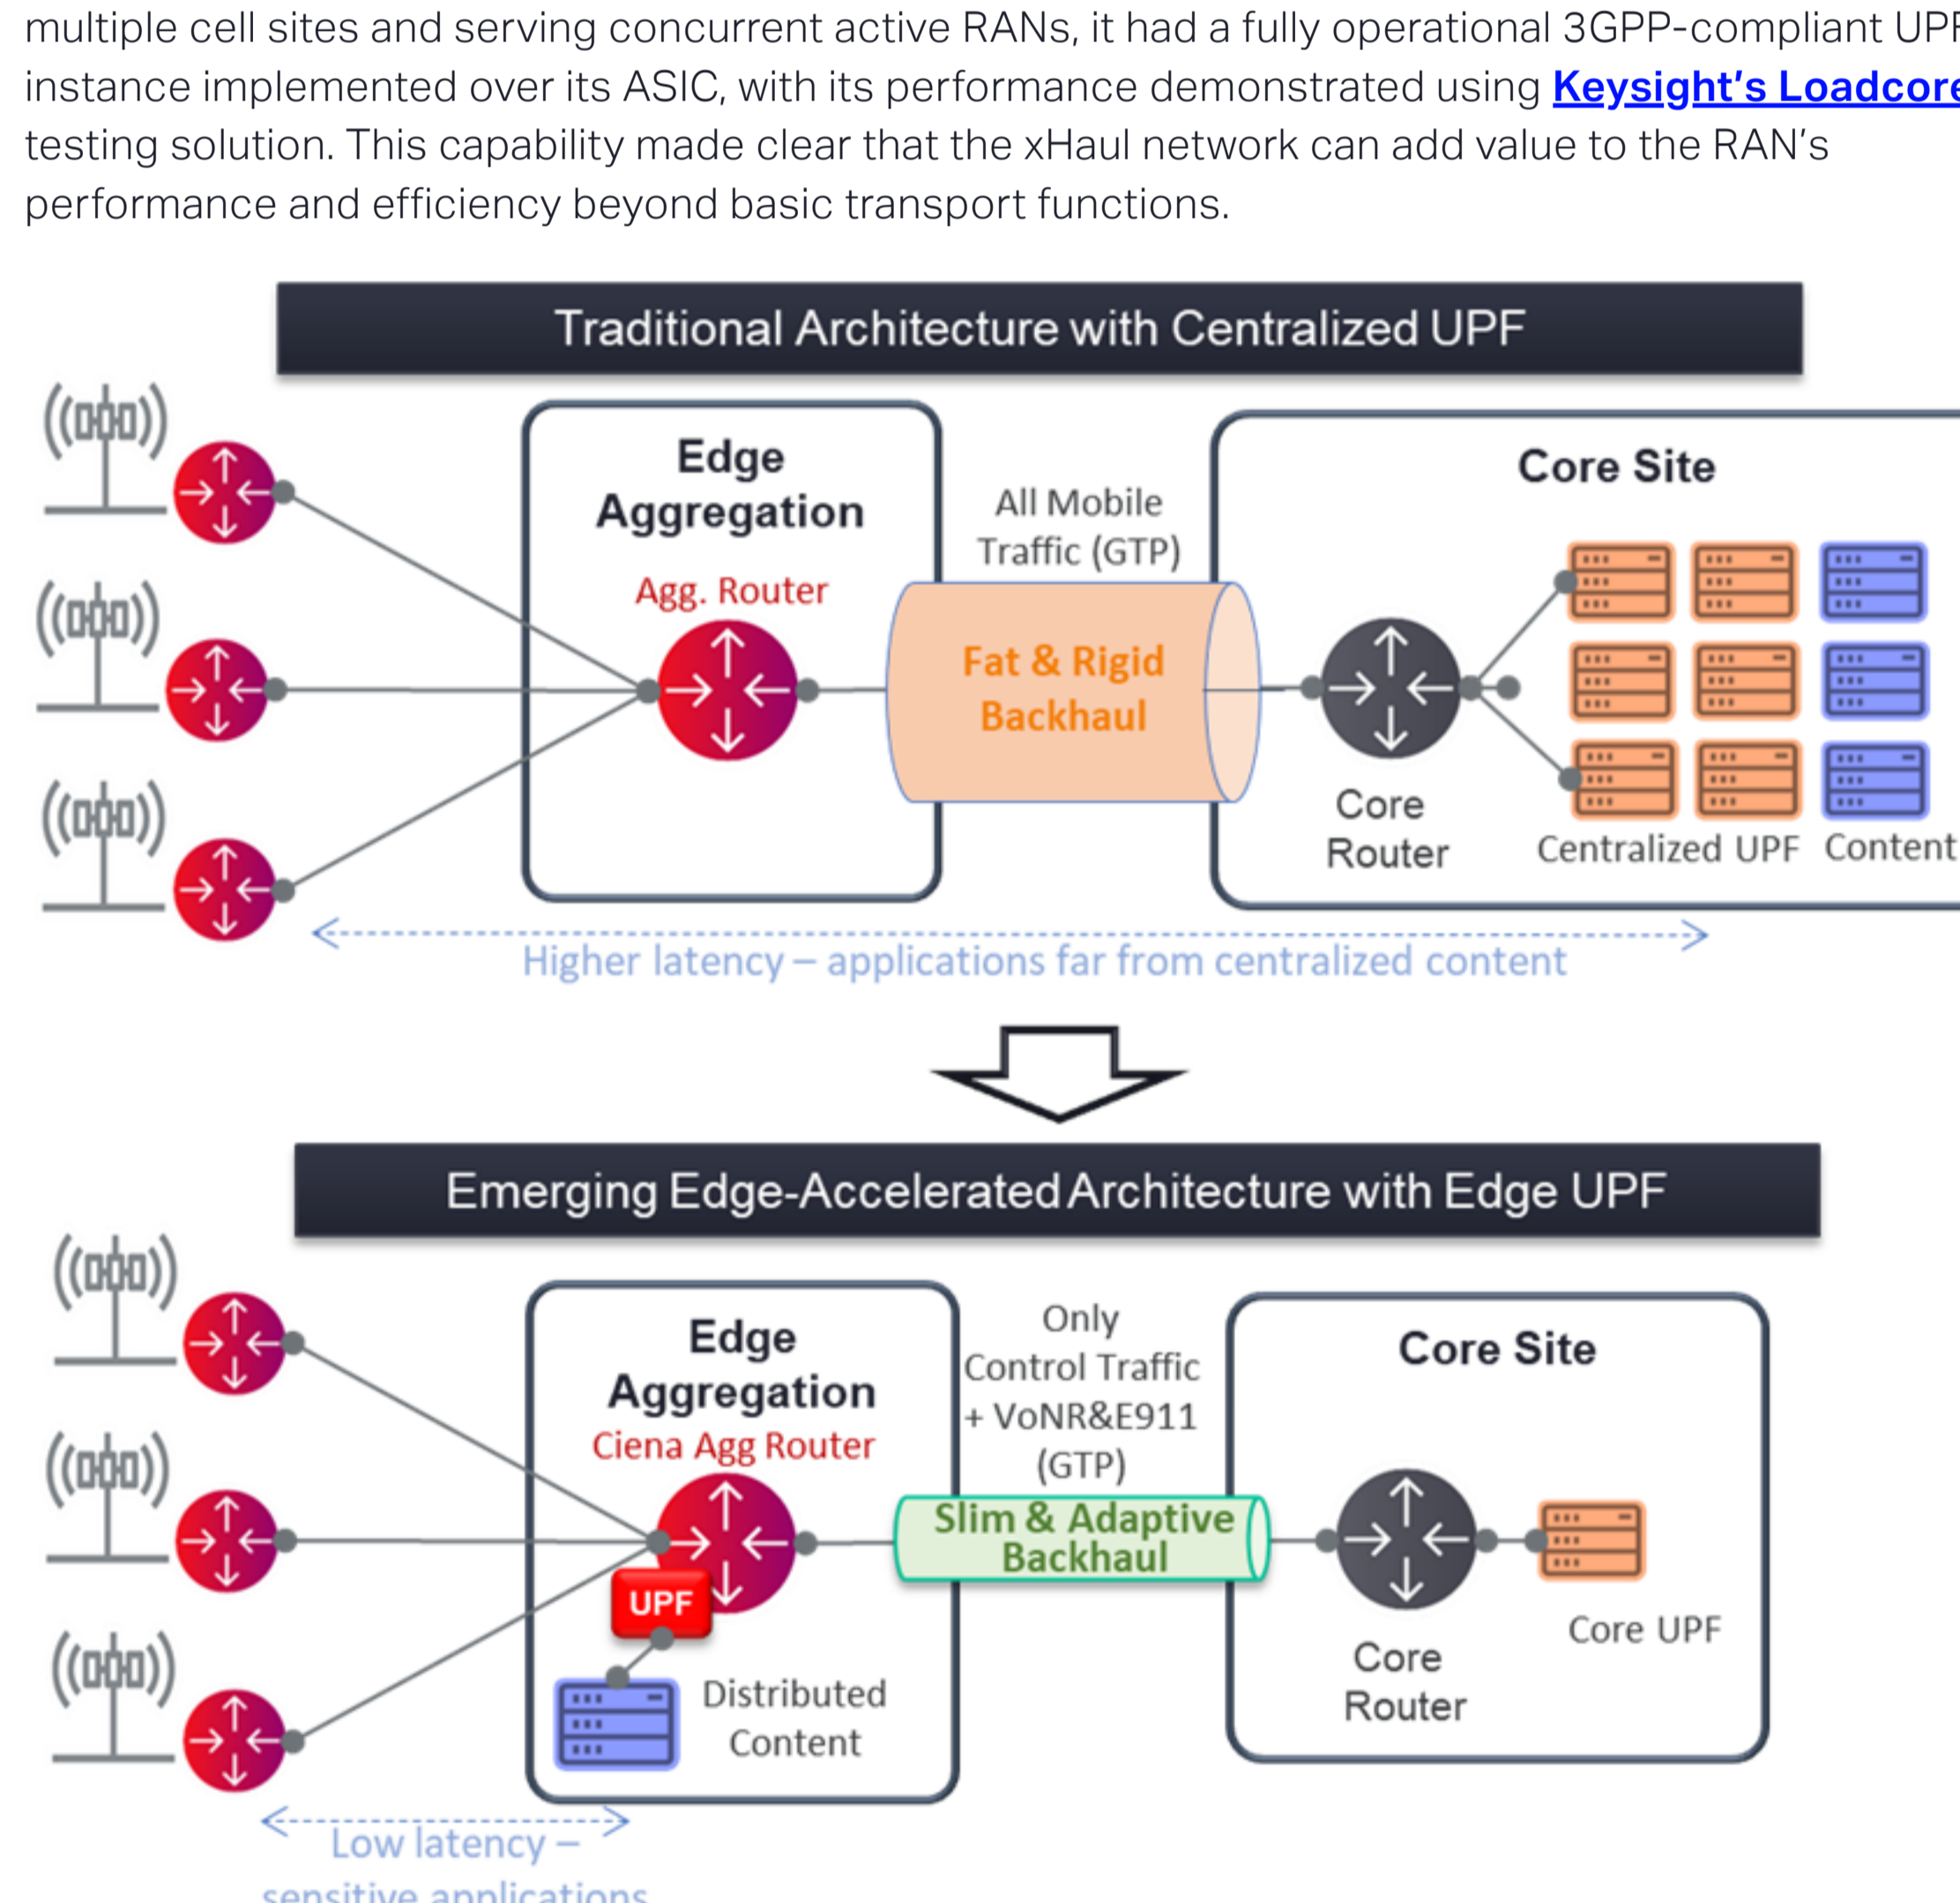 multiple cell sites and serving concurrent active RANs, it had a fully operational 3GPP-compliant UPF
instance implemented over its ASIC, with its performance demonstrated using Keysight’s Loadcore
testing solution. This capability made clear that the xHaul network can add value to the RAN’s
performance and efficiency beyond basic transport functions.
Traditional Architecture with Centralized UPF
Edge
Aggregation
Agg. Router
All Mobile
Traffic (GTP)
Fat & Rigid
Backhaul
Core Site
Core
Router
Centralized UPF
Content
Higher latency – applications far from centralized content
Emerging Edge-Accelerated Architecture with Edge UPF
Edge
Aggregation
Ciena Agg Router
UPF
Distributed
Content
Only
Control Traffic
+ VoNR&E911
(GTP)
Slim & Adaptive
Backhaul
Core Site
Core
Router
Core UPF
Low latency –
sensitive applications